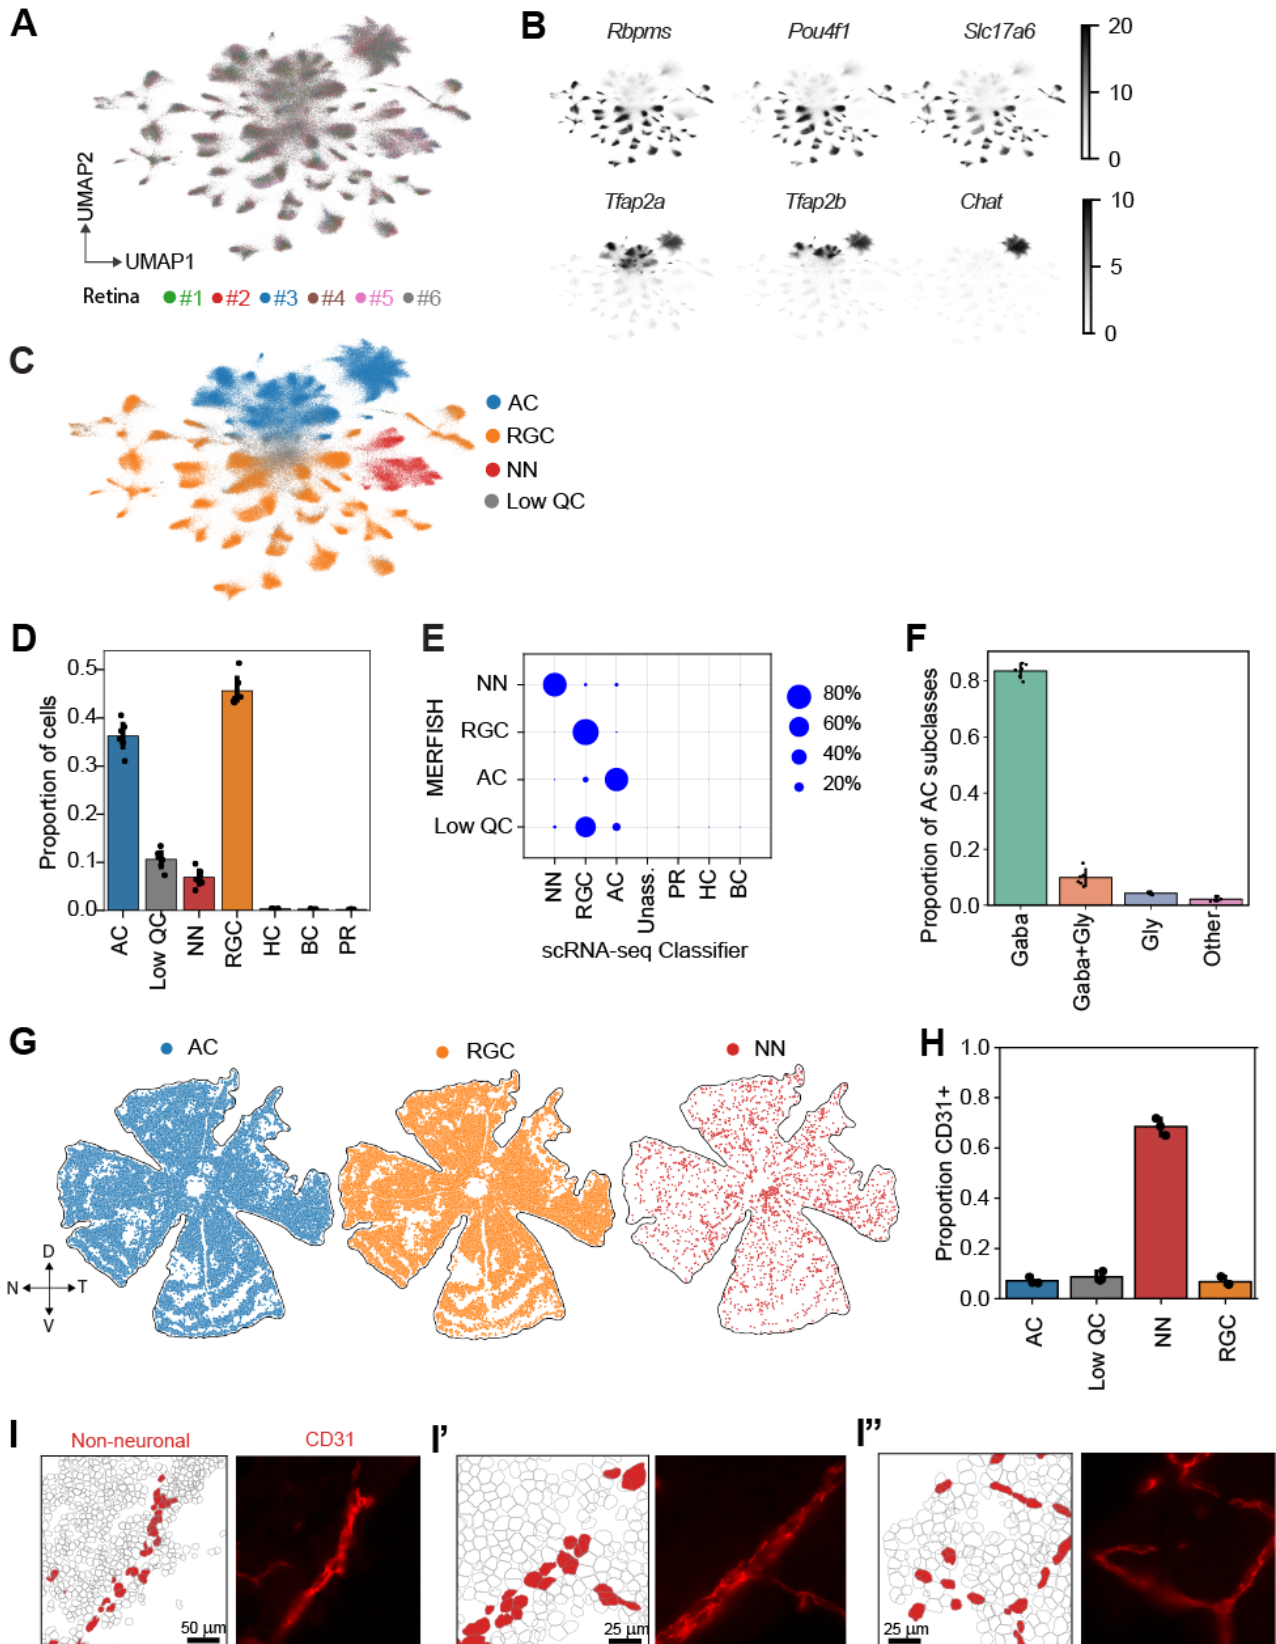 A
UMAP2
UMAP1
Retina #1 #2 #3 #4 #5 #6
B
Rbpms Pou4f1 Slc17a6
20
10
0
Tfap2a Tfap2b Chat
10
5
0
C
AC
RGC
NN
Low QC
D
Proportion of cells
0.5
0.4
0.3
0.2
0.1
0.0
AC Low QC NN RGC HC BC PR
E
MERFISH
NN
RGC
AC
Low QC
NN RGC AC Unass. PR HC BC
scRNA-seq Classifier
80%
60%
40%
20%
F
Proportion of AC subclasses
0.8
0.6
0.4
0.2
0.0
Gaba Gaba+Gly Gly Other
G
AC RGC NN
D
N T
V
H
Proportion CD31+
1.0
0.8
0.6
0.4
0.2
0.0
AC Low QC NN RGC
I
Non-neuronal CD31
50 µm
I'
25 µm
I"
25 µm